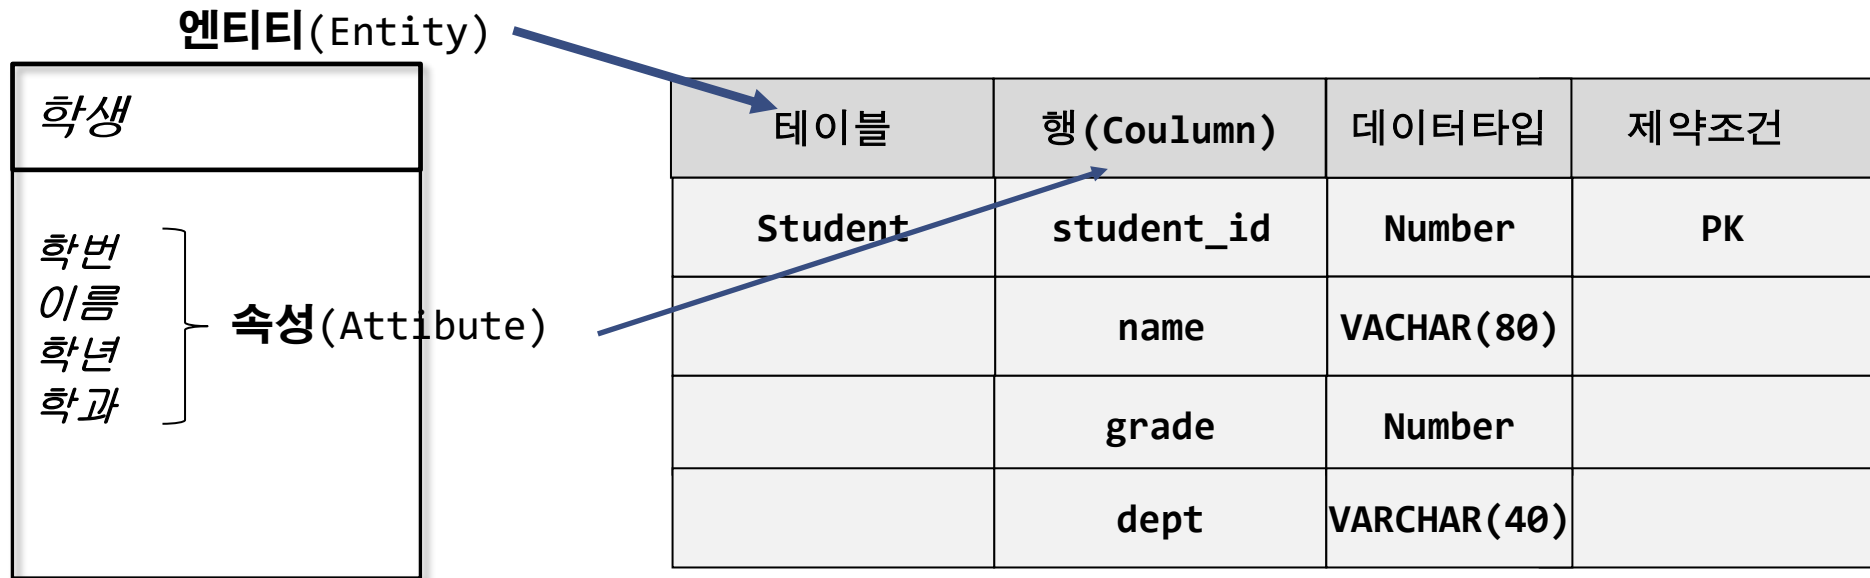 엔티티(Entity)
학생
학번
이름
학년
학과
속성(Attibute)
테이블 행(Coulumn) 데이터타입 제약조건
Student student_id Number PK
name VACHAR(80)
grade Number
dept VARCHAR(40)